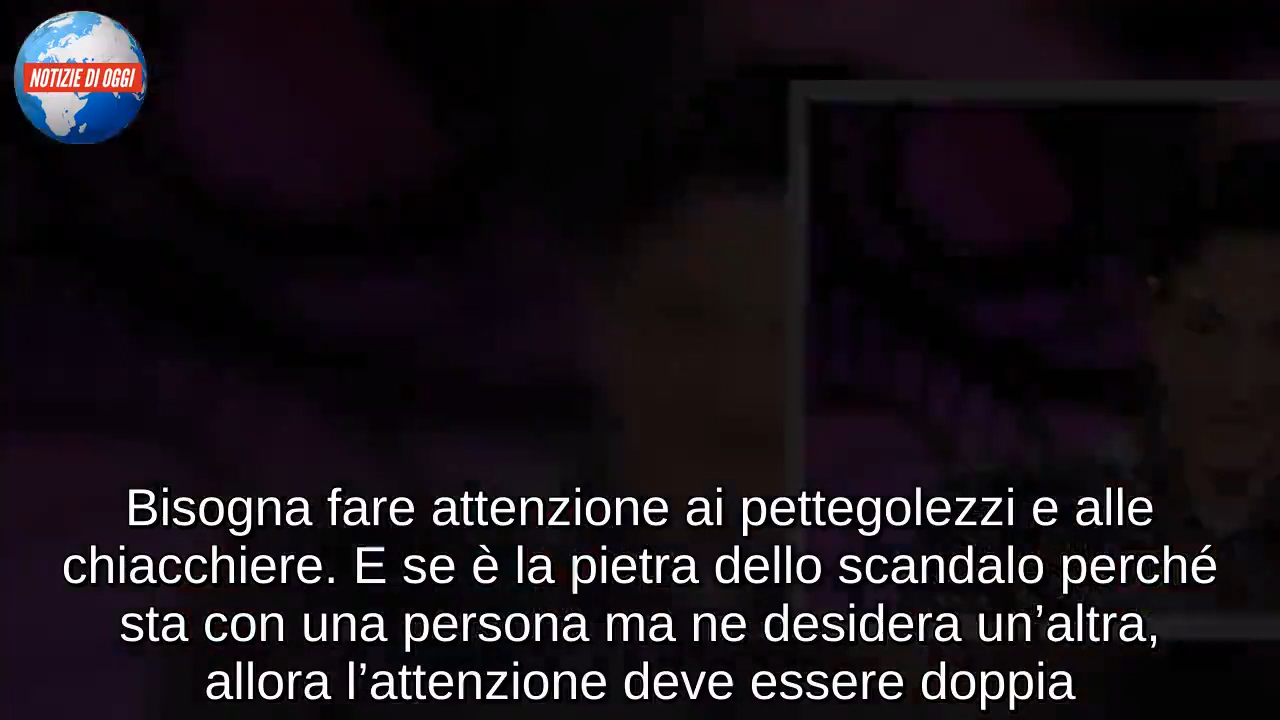 NOTIZIE DI OGGI
Bisogna fare attenzione ai pettegolezzi e alle
chiacchiere. E se è la pietra dello scandalo perché
sta con una persona ma ne desidera un’altra,
allora l’attenzione deve essere doppia